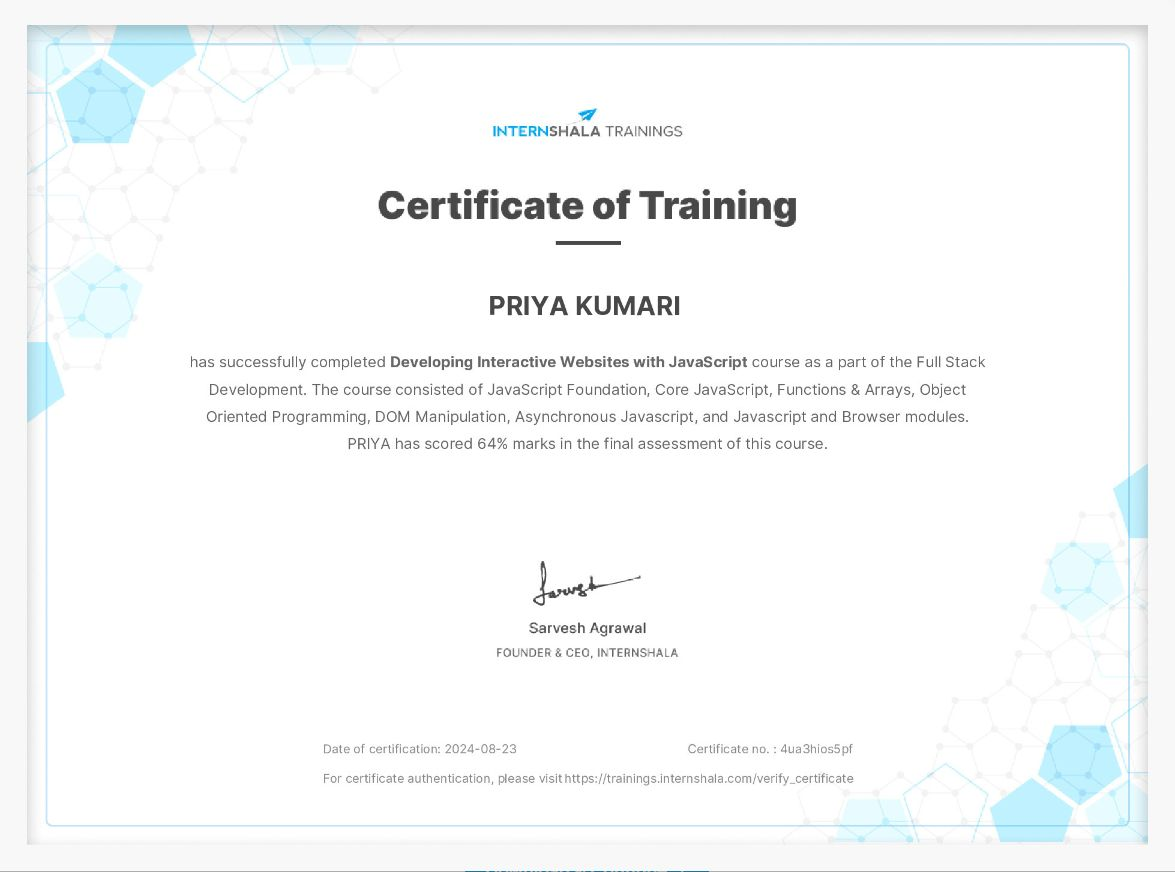 INTERNSHALA TRAININGS
Certificate of Training
PRIYA KUMARI
has successfully completed Developing Interactive Websites with JavaScript course as a part of the Full Stack
Development. The course consisted of JavaScript Foundation, Core JavaScript, Functions & Arrays, Object
Oriented Programming, DOM Manipulation, Asynchronous Javascript, and Javascript and Browser modules.
PRIYA has scored 64% marks in the final assessment of this course.
Sarvesh Agrawal
FOUNDER & CEO, INTERNSHALA
Date of certification: 2024-08-23 Certificate no. : 4ua3hios5pf
For certificate authentication, please visit https://trainings.internshala.com/verify_certificate